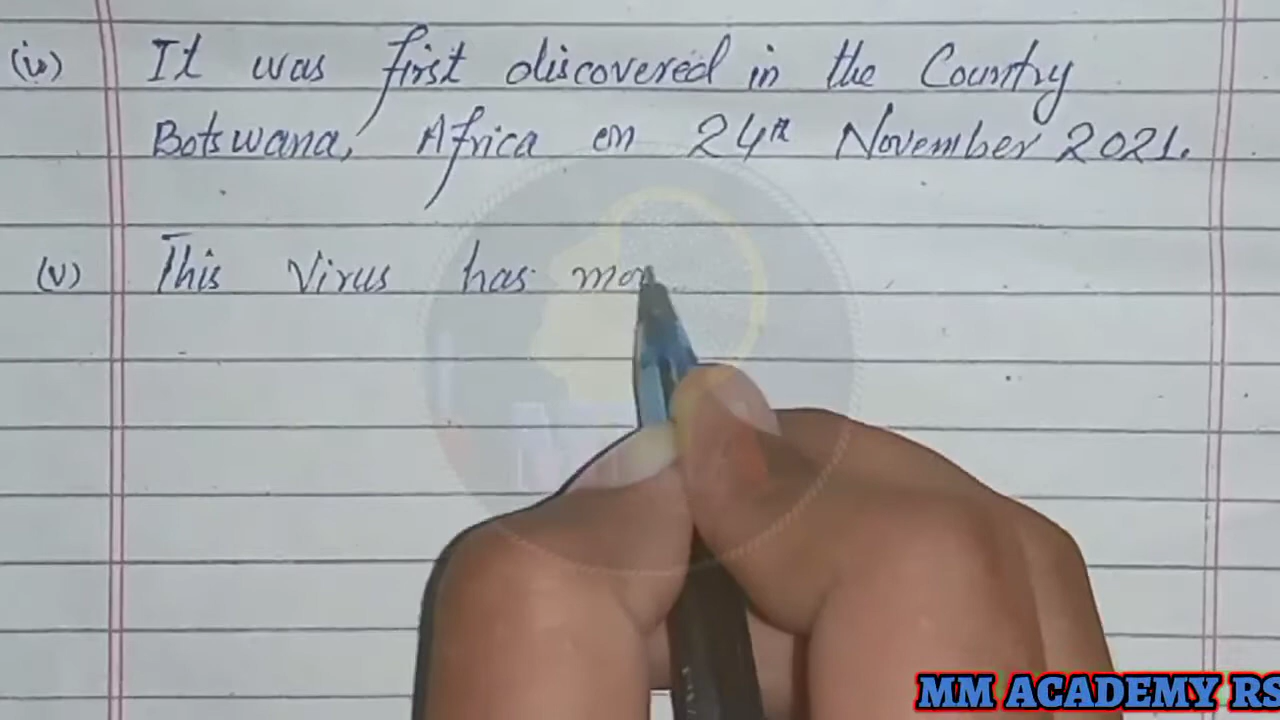 (iv) It was first discovered in the Country
Botswana, Africa on 24th November 2021.
(v) This Virus has mor
MM ACADEMY RS